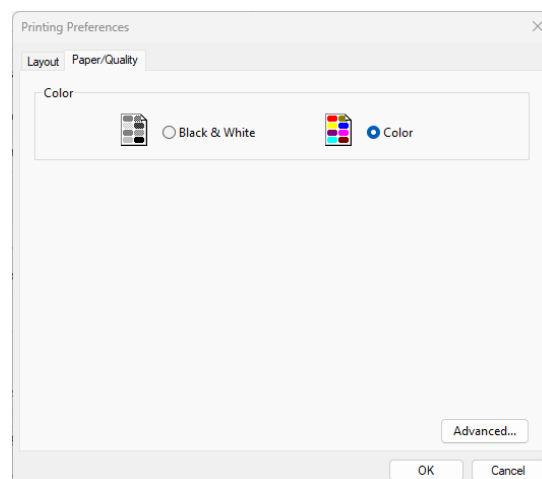 Printing Preferences
Layout Paper/Quality
Color
Black & White Color
Advanced...
OK Cancel